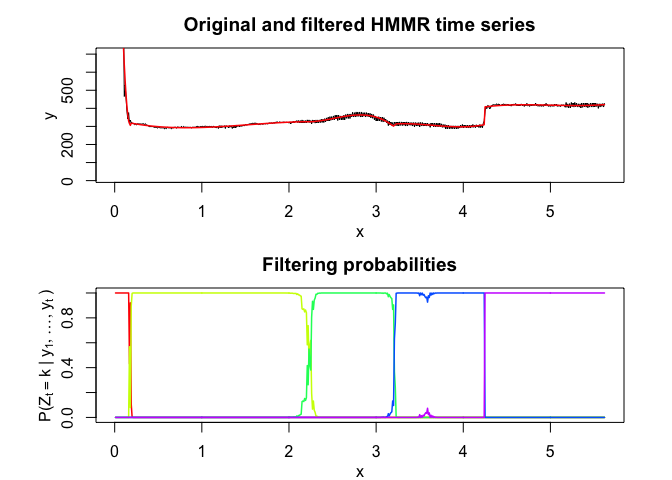 Original and filtered HMMR time series
y
0
200
500
0 1 2 3 4 5
x
Filtering probabilities
P(Zt = k | y1, ..., yt )
0.0
0.4
0.8
0 1 2 3 4 5
x